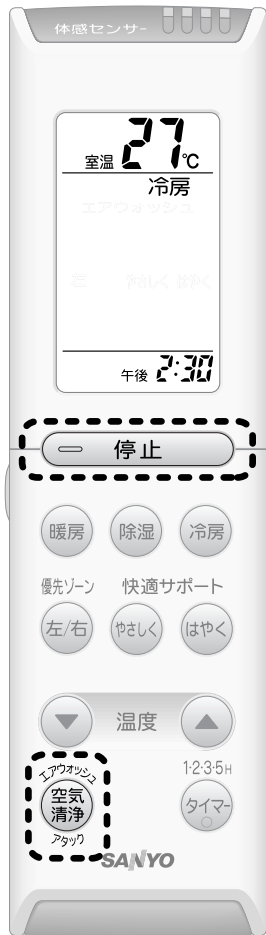 体感センサー
室温 27℃
冷房
エアウォッシュ
左 やさしく はやく
午後 2:30
停止
暖房 除湿 冷房
優先ゾーン 快適サポート
左/右 やさしく はやく
温度
エアウォッシュ
空気
清浄
アタック
1・2・3・5H
タイマー
SANYO